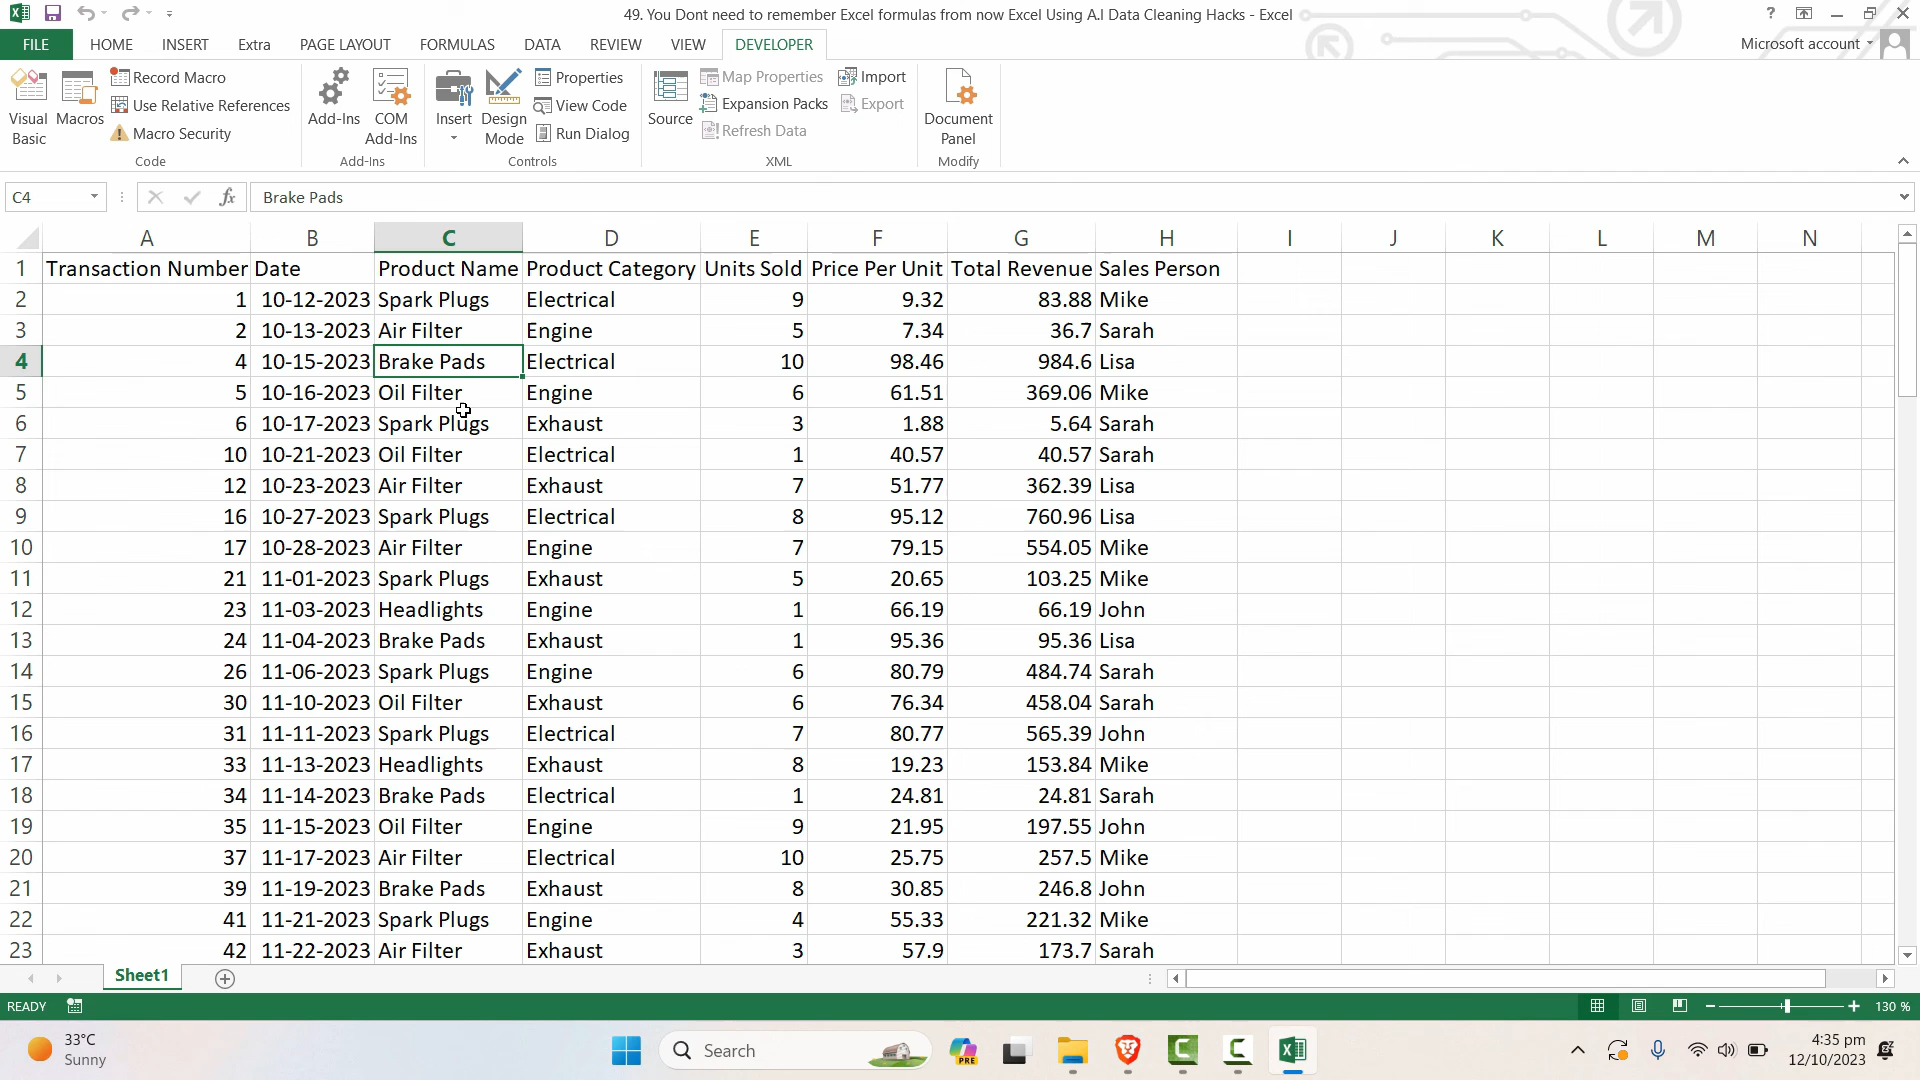 49. You Dont need to remember Excel formulas from now Excel Using A.I Data Cleaning Hacks - Excel
FILE HOME INSERT Extra PAGE LAYOUT FORMULAS DATA REVIEW VIEW DEVELOPER Microsoft account
Visual Basic Macros Record Macro Use Relative References Macro Security Code
Add-Ins COM Add-Ins Add-Ins
Insert Design Mode Properties View Code Run Dialog Controls
Source Map Properties Expansion Packs Refresh Data Import Export XML
Document Panel Modify
C4 fx Brake Pads
A B C D E F G H I J K L M N
1 Transaction Number Date Product Name Product Category Units Sold Price Per Unit Total Revenue Sales Person
2 1 10-12-2023 Spark Plugs Electrical 9 9.32 83.88 Mike
3 2 10-13-2023 Air Filter Engine 5 7.34 36.7 Sarah
4 4 10-15-2023 Brake Pads Electrical 10 98.46 984.6 Lisa
5 5 10-16-2023 Oil Filter Engine 6 61.51 369.06 Mike
6 6 10-17-2023 Spark Plugs Exhaust 3 1.88 5.64 Sarah
7 10 10-21-2023 Oil Filter Electrical 1 40.57 40.57 Sarah
8 12 10-23-2023 Air Filter Exhaust 7 51.77 362.39 Lisa
9 16 10-27-2023 Spark Plugs Electrical 8 95.12 760.96 Lisa
10 17 10-28-2023 Air Filter Engine 7 79.15 554.05 Mike
11 21 11-01-2023 Spark Plugs Exhaust 5 20.65 103.25 Mike
12 23 11-03-2023 Headlights Engine 1 66.19 66.19 John
13 24 11-04-2023 Brake Pads Exhaust 1 95.36 95.36 Lisa
14 26 11-06-2023 Spark Plugs Engine 6 80.79 484.74 Sarah
15 30 11-10-2023 Oil Filter Exhaust 6 76.34 458.04 Sarah
16 31 11-11-2023 Spark Plugs Electrical 7 80.77 565.39 John
17 33 11-13-2023 Headlights Exhaust 8 19.23 153.84 Mike
18 34 11-14-2023 Brake Pads Electrical 1 24.81 24.81 Sarah
19 35 11-15-2023 Oil Filter Engine 9 21.95 197.55 John
20 37 11-17-2023 Air Filter Electrical 10 25.75 257.5 Mike
21 39 11-19-2023 Brake Pads Exhaust 8 30.85 246.8 John
22 41 11-21-2023 Spark Plugs Engine 4 55.33 221.32 Mike
23 42 11-22-2023 Air Filter Exhaust 3 57.9 173.7 Sarah
Sheet1
READY 130 %
33°C
Sunny
Search
PRE
4:35 pm
12/10/2023